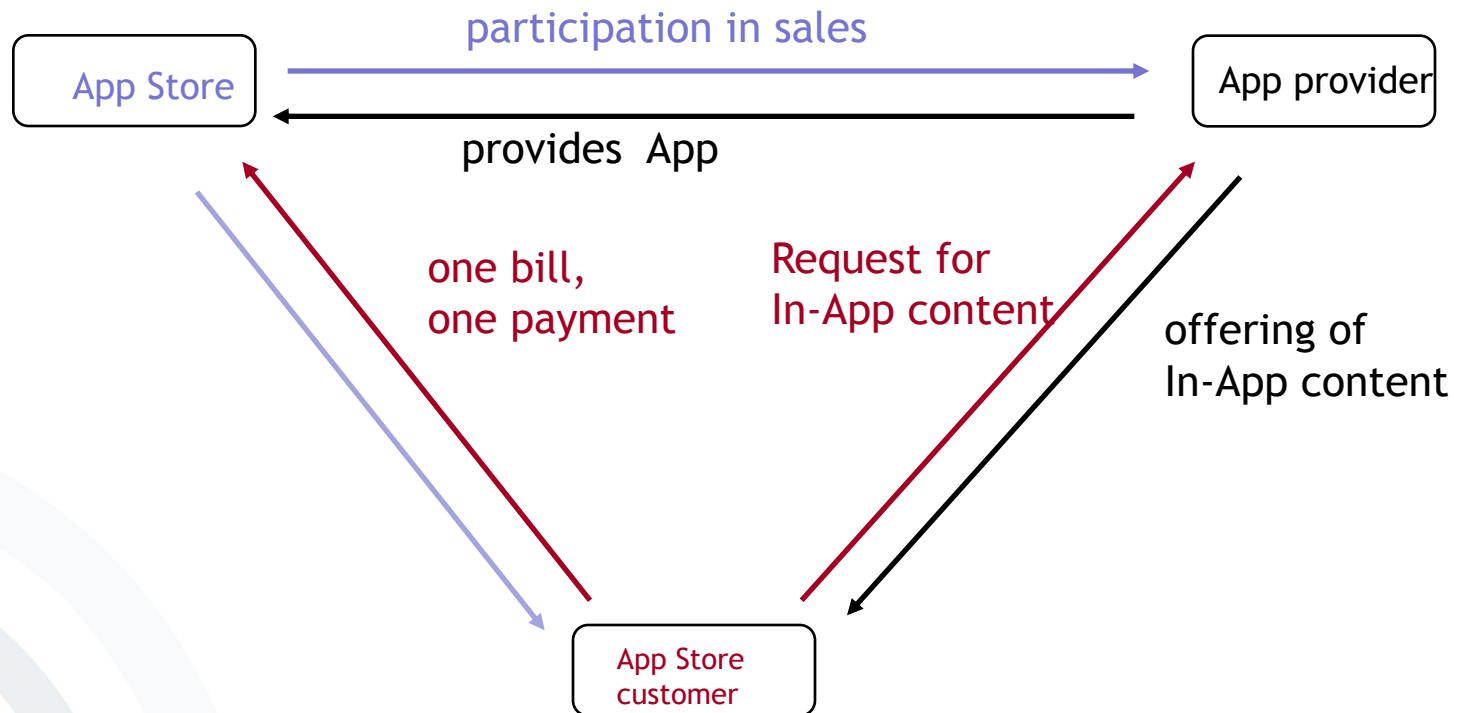 participation in sales
App Store
App provider
provides App
one bill,
one payment
Request for
In-App content
offering of
In-App content
App Store
customer